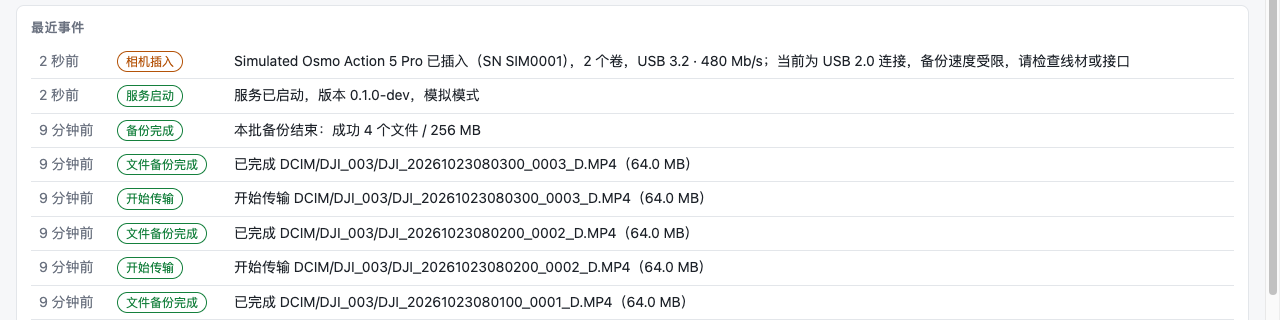 最近事件
2 秒前 相机插入 Simulated Osmo Action 5 Pro 已插入（SN SIM0001），2 个卷，USB 3.2 · 480 Mb/s；当前为 USB 2.0 连接，备份速度受限，请检查线材或接口
2 秒前 服务启动 服务已启动，版本 0.1.0-dev，模拟模式
9 分钟前 备份完成 本批备份结束：成功 4 个文件 / 256 MB
9 分钟前 文件备份完成 已完成 DCIM/DJI_003/DJI_20261023080300_0003_D.MP4（64.0 MB）
9 分钟前 开始传输 开始传输 DCIM/DJI_003/DJI_20261023080300_0003_D.MP4（64.0 MB）
9 分钟前 文件备份完成 已完成 DCIM/DJI_003/DJI_20261023080200_0002_D.MP4（64.0 MB）
9 分钟前 开始传输 开始传输 DCIM/DJI_003/DJI_20261023080200_0002_D.MP4（64.0 MB）
9 分钟前 文件备份完成 已完成 DCIM/DJI_003/DJI_20261023080100_0001_D.MP4（64.0 MB）